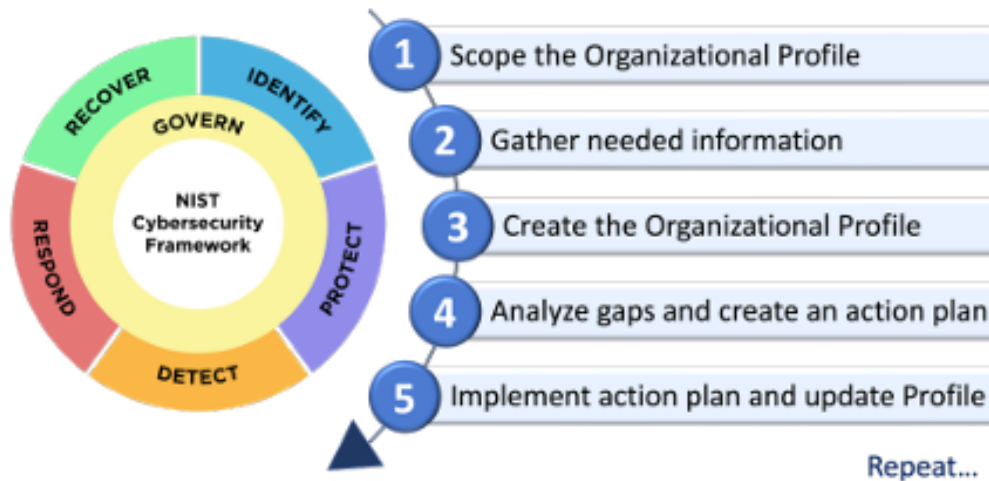 RECOVER
IDENTIFY
GOVERN
NIST
Cybersecurity
Framework
RESPOND
PROTECT
DETECT
1 Scope the Organizational Profile
2 Gather needed information
3 Create the Organizational Profile
4 Analyze gaps and create an action plan
5 Implement action plan and update Profile
Repeat...